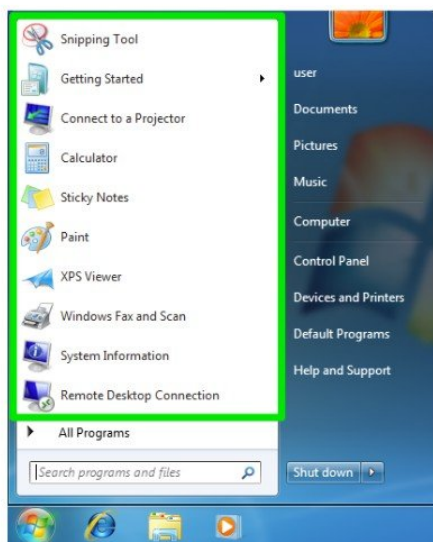 Snipping Tool
Getting Started
Connect to a Projector
Calculator
Sticky Notes
Paint
XPS Viewer
Windows Fax and Scan
System Information
Remote Desktop Connection
All Programs
Search programs and files
user
Documents
Pictures
Music
Computer
Control Panel
Devices and Printers
Default Programs
Help and Support
Shut down